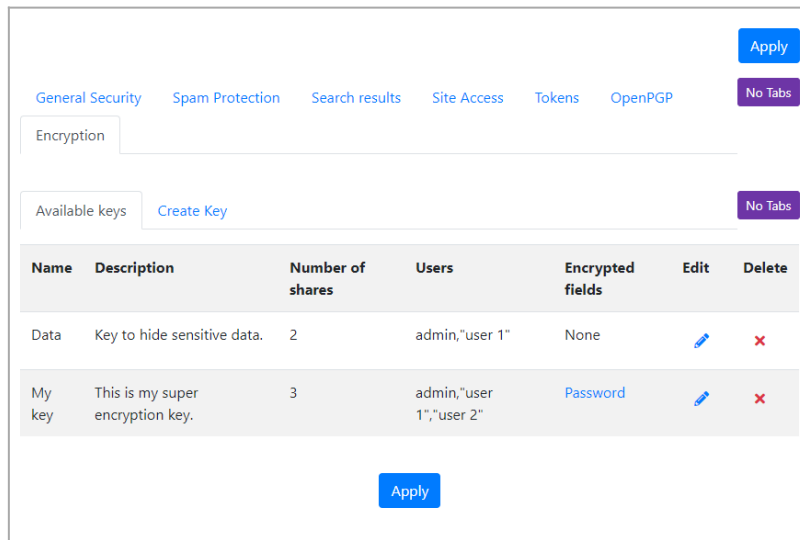 Apply
General Security Spam Protection Search results Site Access Tokens OpenPGP No Tabs
Encryption
Available keys Create Key No Tabs
Name Description Number of shares Users Encrypted fields Edit Delete
Data Key to hide sensitive data. 2 admin,"user 1" None
My key This is my super encryption key. 3 admin,"user 1","user 2" Password
Apply